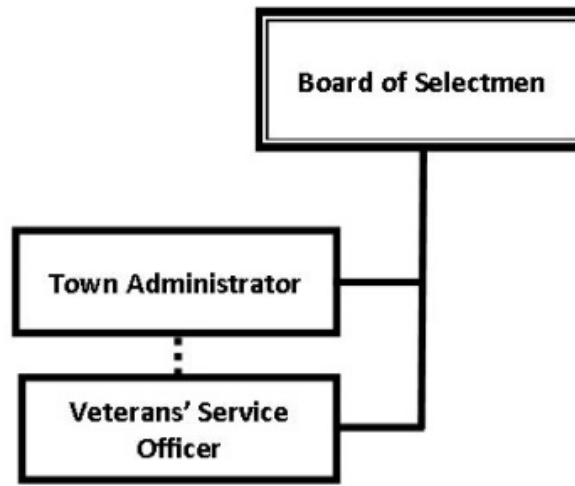 Board of Selectmen
Town Administrator
Veterans’ Service
Officer